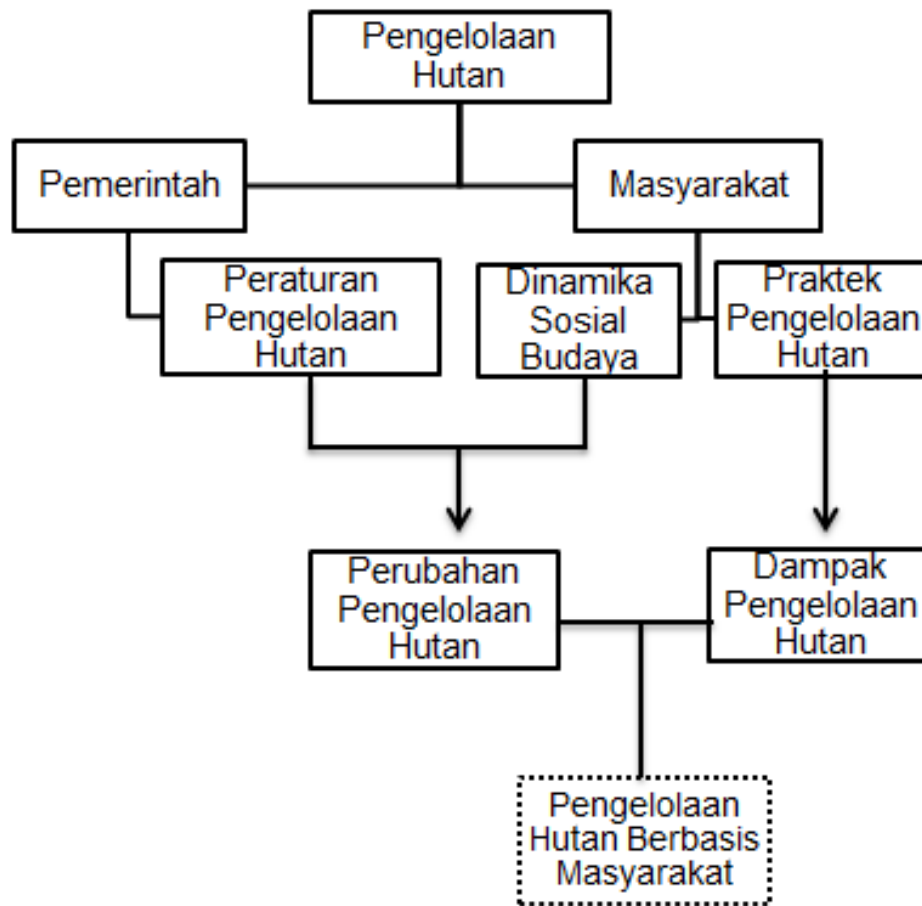 Pengelolaan
Hutan
Pemerintah
Masyarakat
Peraturan
Pengelolaan
Hutan
Dinamika
Sosial
Budaya
Praktek
Pengelolaan
Hutan
Perubahan
Pengelolaan
Hutan
Dampak
Pengelolaan
Hutan
Pengelolaan
Hutan Berbasis
Masyarakat